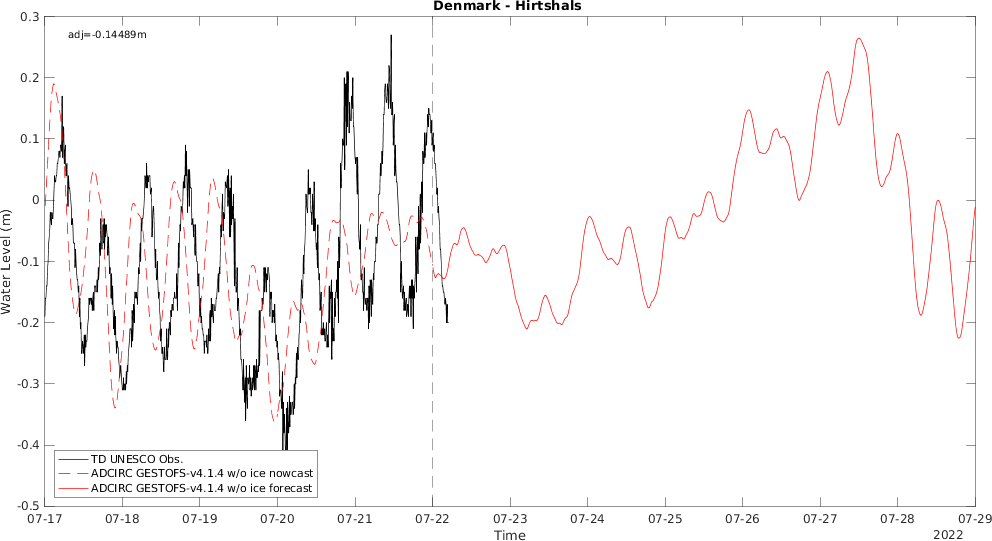 Denmark - Hirtshals
adj=-0.14489m
0.3
0.2
0.1
0
-0.1
-0.2
-0.3
-0.4
-0.5
Water Level (m)
TD UNESCO Obs.
ADCIRC GESTOFS-v4.1.4 w/o ice nowcast
ADCIRC GESTOFS-v4.1.4 w/o ice forecast
07-17 07-18 07-19 07-20 07-21 07-22 07-23 07-24 07-25 07-26 07-27 07-28 07-29
Time
2022